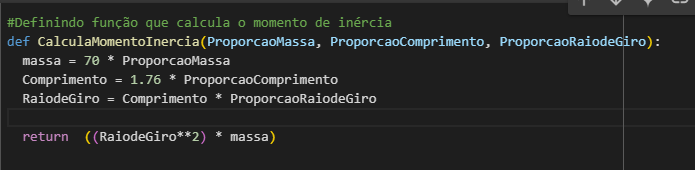 #Definindo função que calcula o momento de inércia
def CalculaMomentoInercia(ProporcaoMassa, ProporcaoComprimento, ProporcaoRaiodeGiro):
  massa = 70 * ProporcaoMassa
  Comprimento = 1.76 * ProporcaoComprimento
  RaiodeGiro = Comprimento * ProporcaoRaiodeGiro
  return  ((RaiodeGiro**2) * massa)